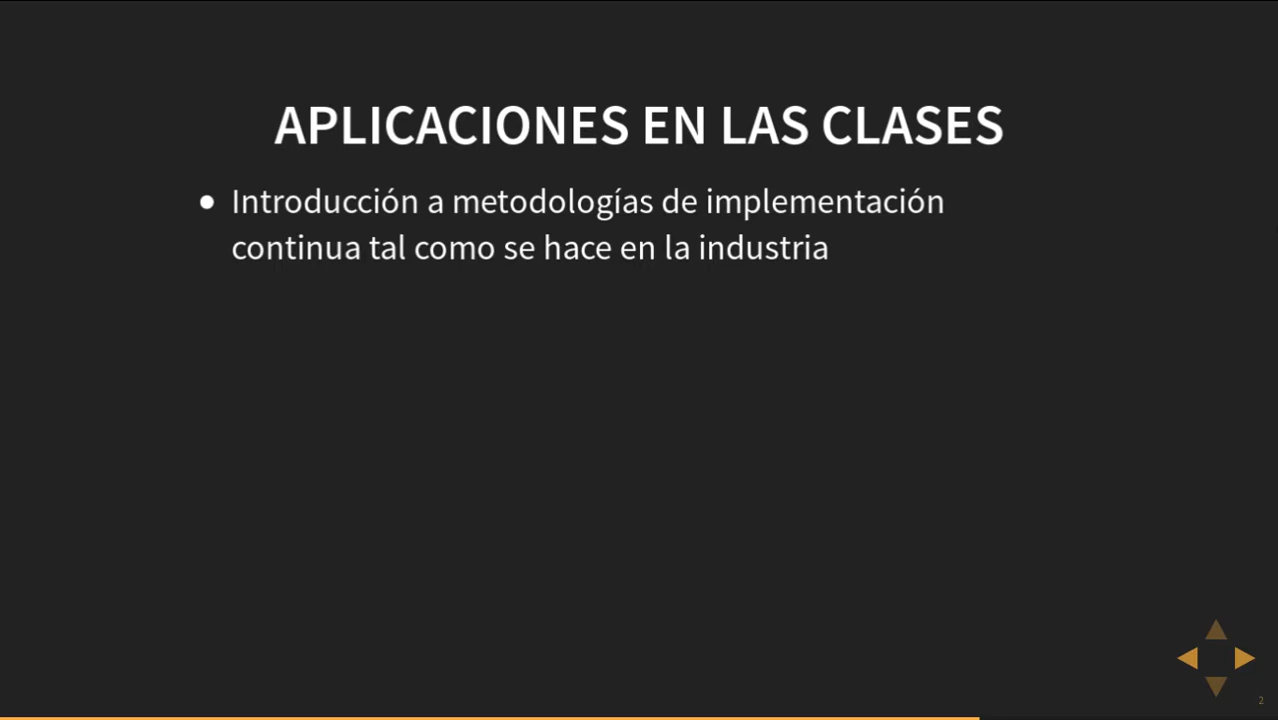 APLICACIONES EN LAS CLASES
• Introducción a metodologías de implementación
continua tal como se hace en la industria
2